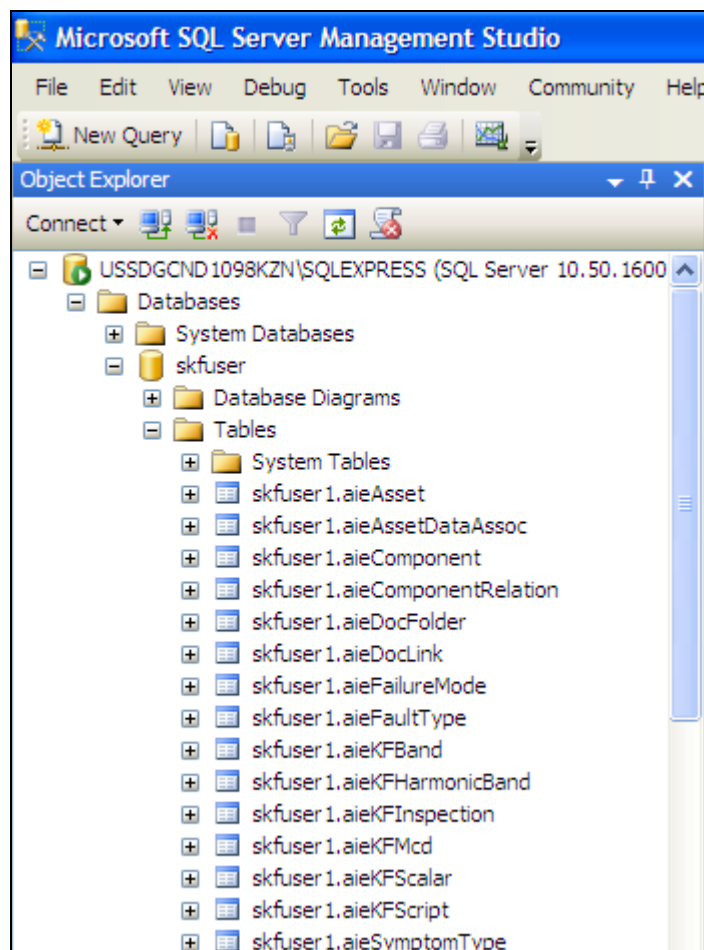 Microsoft SQL Server Management Studio
File Edit View Debug Tools Window Community Help
New Query
Object Explorer
Connect
USSDGCND1098KZN\SQLEXPRESS (SQL Server 10.50.1600
Databases
System Databases
skfuser
Database Diagrams
Tables
System Tables
skfuser1.aieAsset
skfuser1.aieAssetDataAssoc
skfuser1.aieComponent
skfuser1.aieComponentRelation
skfuser1.aieDocFolder
skfuser1.aieDocLink
skfuser1.aieFailureMode
skfuser1.aieFaultType
skfuser1.aieKFBand
skfuser1.aieKFHarmonicBand
skfuser1.aieKFInspection
skfuser1.aieKFMcd
skfuser1.aieKFScalar
skfuser1.aieKFScript
skfuser1.aieSymptomType